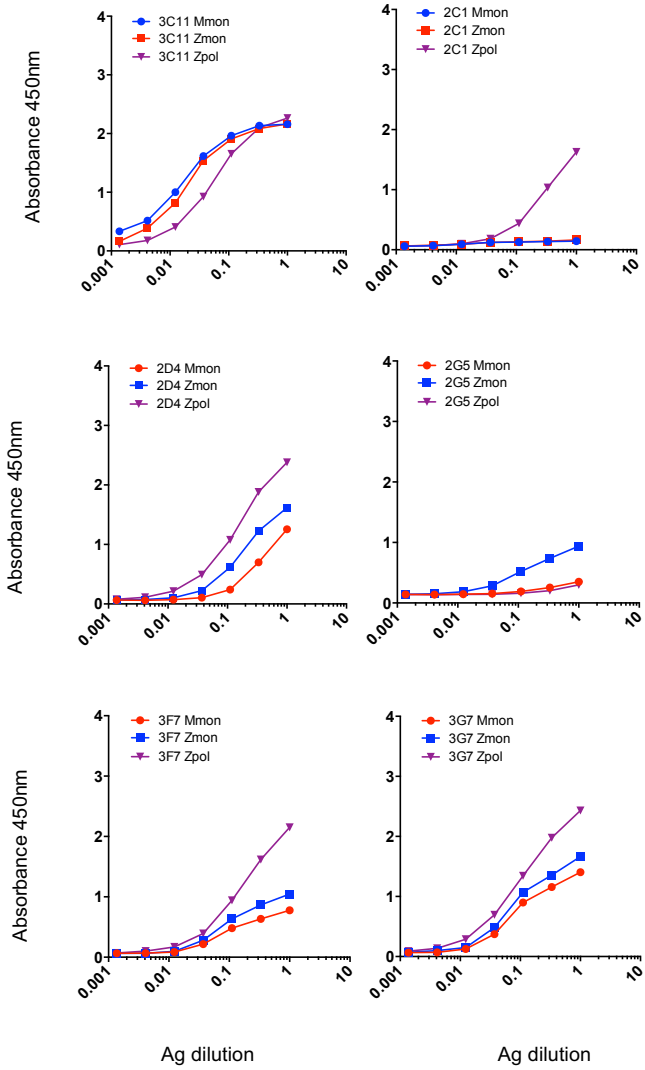 4
3
2
1
0
3C11 Mmon
3C11 Zmon
3C11 Zpol
0.001
0.01
0.1
1
10
Absorbance 450nm
4
3
2
1
0
2C1 Mmon
2C1 Zmon
2C1 Zpol
0.001
0.01
0.1
1
10
4
3
2
1
0
2D4 Mmon
2D4 Zmon
2D4 Zpol
0.001
0.01
0.1
1
10
Absorbance 450nm
4
3
2
1
0
2G5 Mmon
2G5 Zmon
2G5 Zpol
0.001
0.01
0.1
1
10
4
3
2
1
0
3F7 Mmon
3F7 Zmon
3F7 Zpol
0.001
0.01
0.1
1
10
Absorbance 450nm
Ag dilution
4
3
2
1
0
3G7 Mmon
3G7 Zmon
3G7 Zpol
0.001
0.01
0.1
1
10
Ag dilution